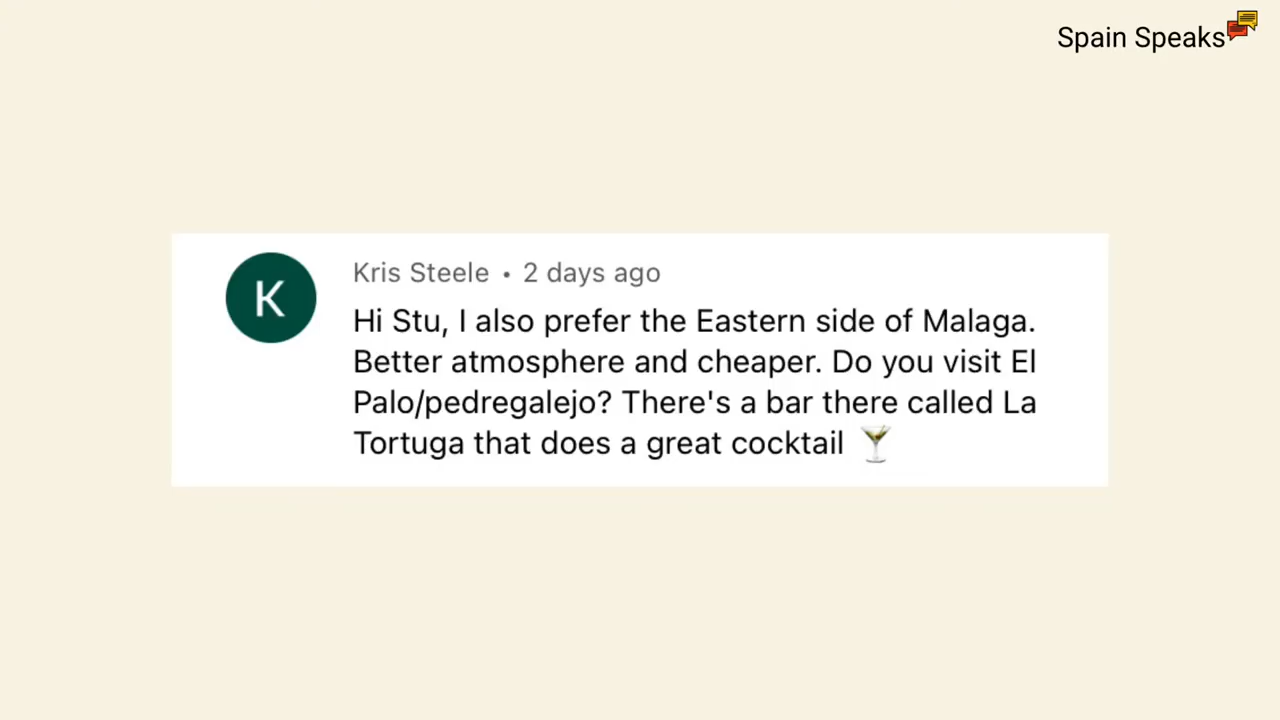 Spain Speaks
K
Kris Steele • 2 days ago
Hi Stu, I also prefer the Eastern side of Malaga.
Better atmosphere and cheaper. Do you visit El
Palo/pedregalejo? There's a bar there called La
Tortuga that does a great cocktail 🍸